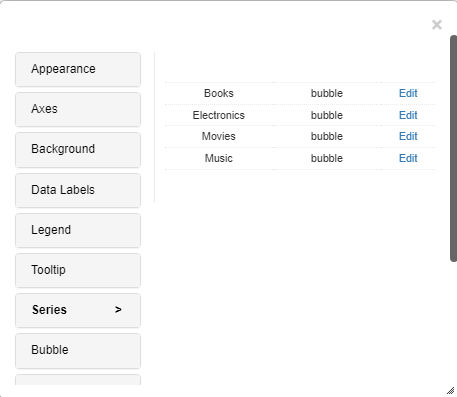 ×
Appearance
Axes
Background
Data Labels
Legend
Tooltip
Series >
Bubble
Books bubble Edit
Electronics bubble Edit
Movies bubble Edit
Music bubble Edit